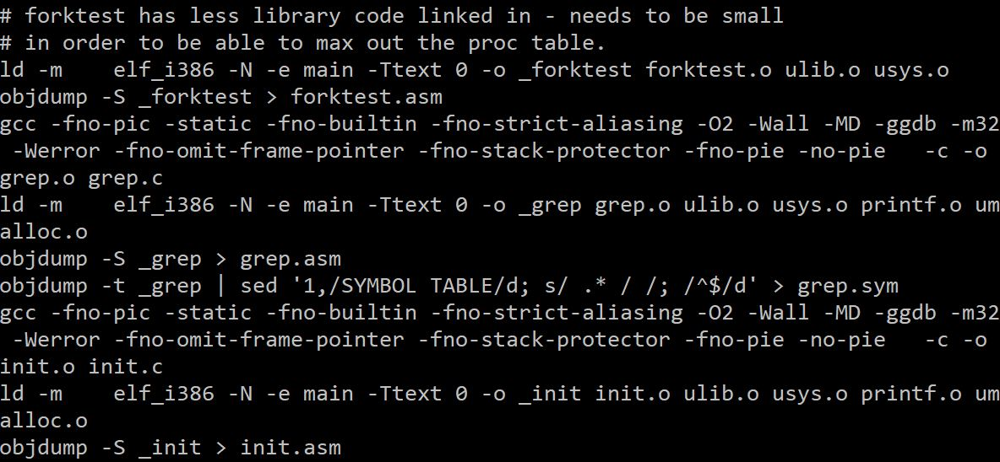 # forktest has less library code linked in - needs to be small
# in order to be able to max out the proc table.
ld -m    elf_i386 -N -e main -Ttext 0 -o _forktest forktest.o ulib.o usys.o
objdump -S _forktest > forktest.asm
gcc -fno-pic -static -fno-builtin -fno-strict-aliasing -O2 -Wall -MD -ggdb -m32
 -Werror -fno-omit-frame-pointer -fno-stack-protector -fno-pie -no-pie   -c -o
grep.o grep.c
ld -m    elf_i386 -N -e main -Ttext 0 -o _grep grep.o ulib.o usys.o printf.o um
alloc.o
objdump -S _grep > grep.asm
objdump -t _grep | sed '1,/SYMBOL TABLE/d; s/ .* / /; /^$/d' > grep.sym
gcc -fno-pic -static -fno-builtin -fno-strict-aliasing -O2 -Wall -MD -ggdb -m32
 -Werror -fno-omit-frame-pointer -fno-stack-protector -fno-pie -no-pie   -c -o
init.o init.c
ld -m    elf_i386 -N -e main -Ttext 0 -o _init init.o ulib.o usys.o printf.o um
alloc.o
objdump -S _init > init.asm